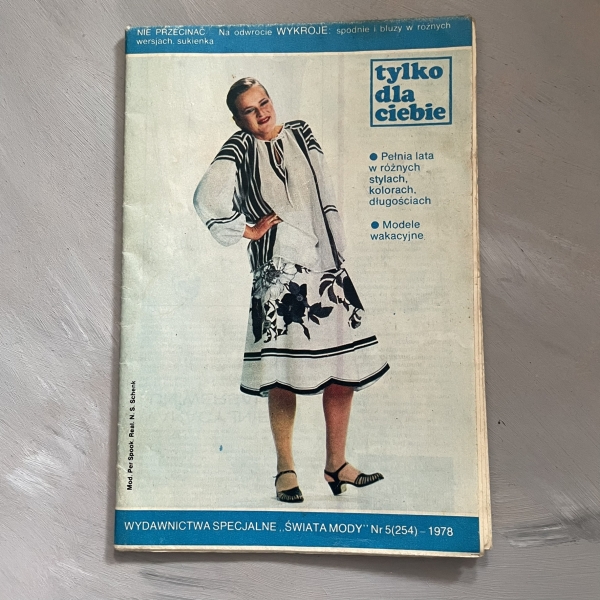 NIE PRZECINAĆ Na odwrocie WYKROJE: spodnie i bluzy w różnych
wersjach, sukienka
tylko
dla
ciebie
● Pełnia lata
w różnych
stylach,
kolorach,
długościach
● Modele
wakacyjne
Mod. Per Spook. Real. N. S. Schenk
WYDAWNICTWA SPECJALNE ,,ŚWIATA MODY" Nr 5(254) – 1978